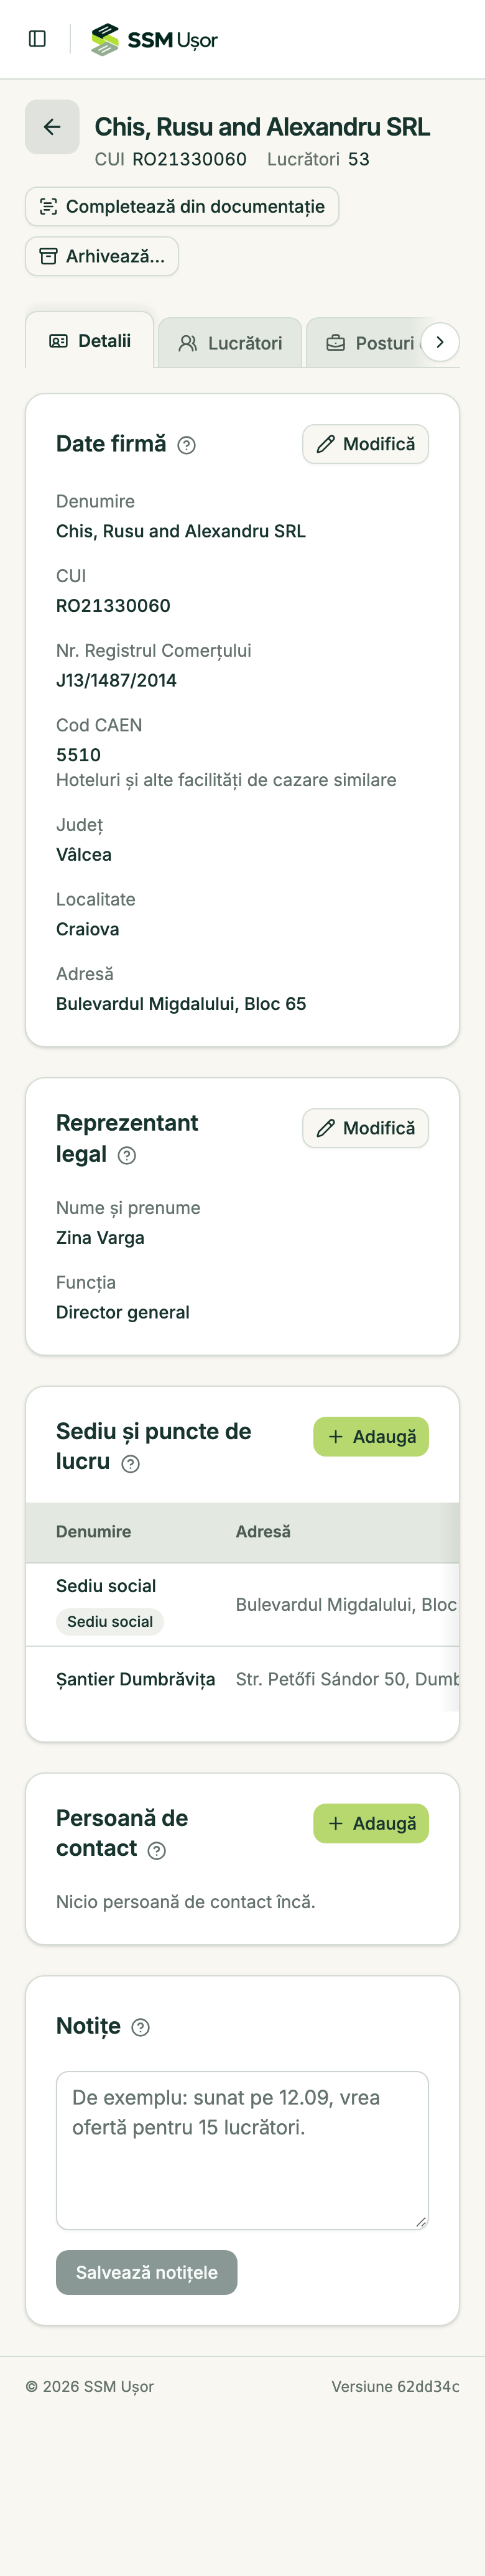 SSM Ușor
Chis, Rusu and Alexandru SRL
CUI RO21330060 Lucrători 53
Completează din documentație
Arhivează...
Detalii
Lucrători
Posturi
Date firmă
Modifică
Denumire
Chis, Rusu and Alexandru SRL
CUI
RO21330060
Nr. Registrul Comerțului
J13/1487/2014
Cod CAEN
5510
Hoteluri și alte facilități de cazare similare
Județ
Vâlcea
Localitate
Craiova
Adresă
Bulevardul Migdalului, Bloc 65
Reprezentant
legal
Modifică
Nume și prenume
Zina Varga
Funcția
Director general
Sediu și puncte de
lucru
Adaugă
Denumire Adresă
Sediu social
Sediu social
Bulevardul Migdalului, Bloc
Șantier Dumbrăvița Str. Petőfi Sándor 50, Dumb
Persoană de
contact
Adaugă
Nicio persoană de contact încă.
Notițe
De exemplu: sunat pe 12.09, vrea
ofertă pentru 15 lucrători.
Salvează notițele
© 2026 SSM Ușor Versiune 62dd34c